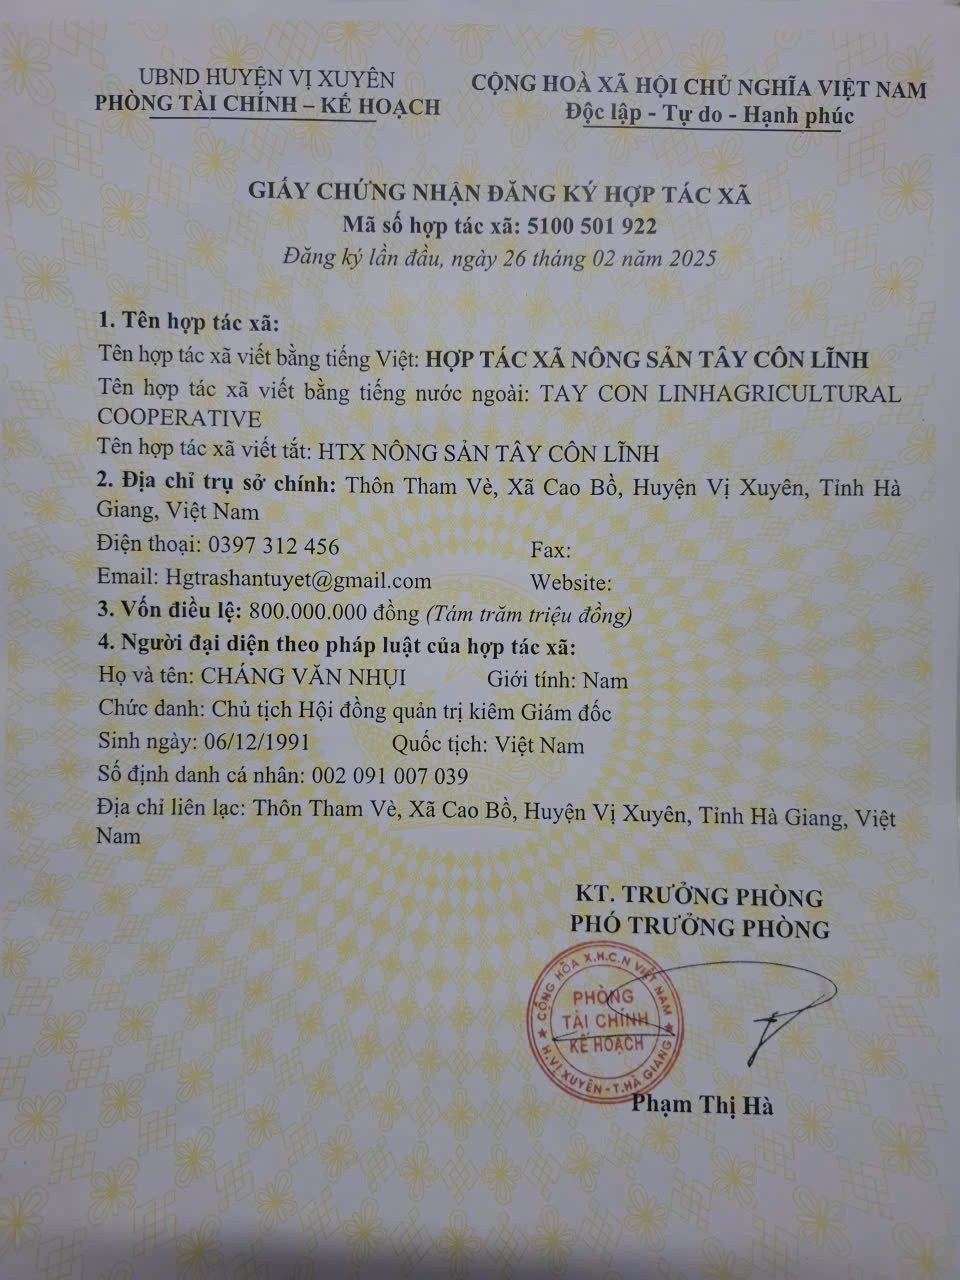 UBND HUYỆN VỊ XUYÊN
PHÒNG TÀI CHÍNH – KẾ HOẠCH
CỘNG HOÀ XÃ HỘI CHỦ NGHĨA VIỆT NAM
Độc lập - Tự do - Hạnh phúc
GIẤY CHỨNG NHẬN ĐĂNG KÝ HỢP TÁC XÃ
Mã số hợp tác xã: 5100 501 922
Đăng ký lần đầu, ngày 26 tháng 02 năm 2025
1. Tên hợp tác xã:
Tên hợp tác xã viết bằng tiếng Việt: HỢP TÁC XÃ NÔNG SẢN TÂY CÔN LĨNH
Tên hợp tác xã viết bằng tiếng nước ngoài: TAY CON LINHAGRICULTURAL
COOPERATIVE
Tên hợp tác xã viết tắt: HTX NÔNG SẢN TÂY CÔN LĨNH
2. Địa chỉ trụ sở chính: Thôn Tham Vè, Xã Cao Bồ, Huyện Vị Xuyên, Tỉnh Hà
Giang, Việt Nam
Điện thoại: 0397 312 456 Fax:
Email: Hgtrashantuyet@gmail.com Website:
3. Vốn điều lệ: 800.000.000 đồng (Tám trăm triệu đồng)
4. Người đại diện theo pháp luật của hợp tác xã:
Họ và tên: CHÁNG VĂN NHỤI Giới tính: Nam
Chức danh: Chủ tịch Hội đồng quản trị kiêm Giám đốc
Sinh ngày: 06/12/1991 Quốc tịch: Việt Nam
Số định danh cá nhân: 002 091 007 039
Địa chỉ liên lạc: Thôn Tham Vè, Xã Cao Bồ, Huyện Vị Xuyên, Tỉnh Hà Giang, Việt
Nam
KT. TRƯỞNG PHÒNG
PHÓ TRƯỞNG PHÒNG
CỘNG HÒA X.H.C.N VIỆT NAM
PHÒNG
TÀI CHÍNH
KẾ HOẠCH
H.VỊ XUYÊN - T.HÀ GIANG
Phạm Thị Hà